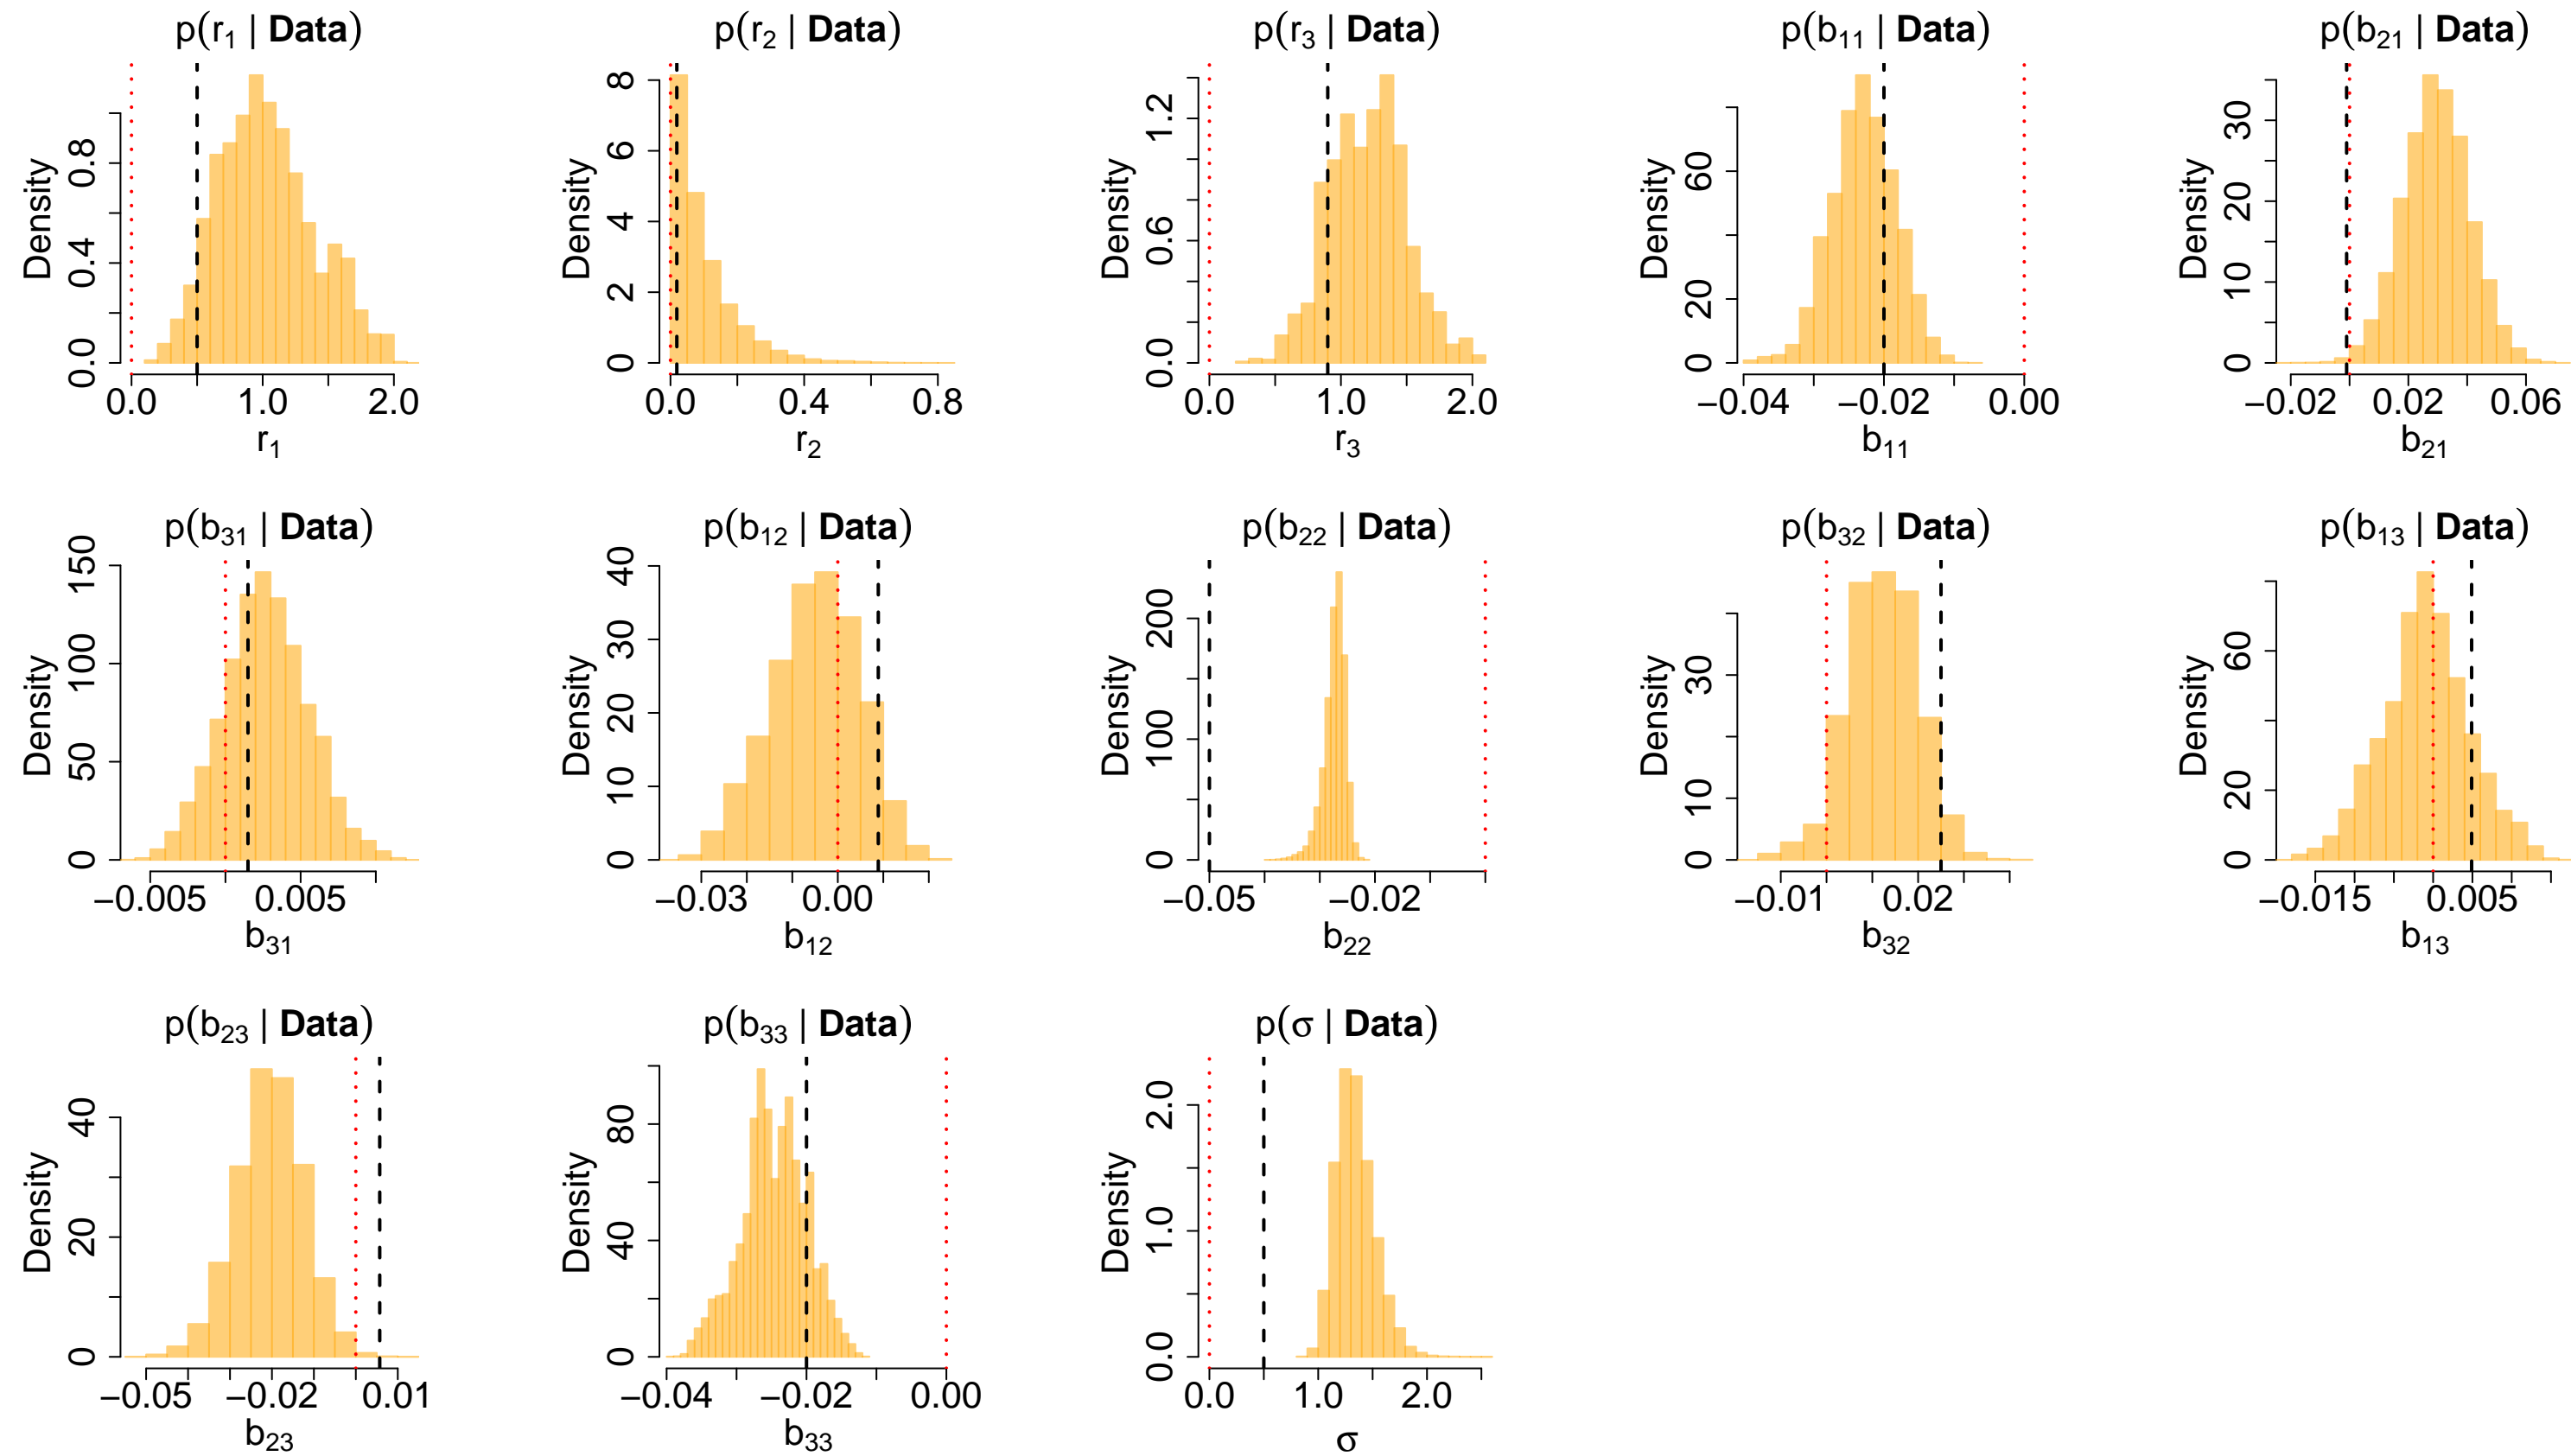 p(r₁ | Data)
Density
0.0 0.4 0.8
0.0 1.0 2.0
r₁
p(r₂ | Data)
Density
0 2 4 6 8
0.0 0.4 0.8
r₂
p(r₃ | Data)
Density
0.0 0.6 1.2
0.0 1.0 2.0
r₃
p(b₁₁ | Data)
Density
0 20 60
−0.04 −0.02 0.00
b₁₁
p(b₂₁ | Data)
Density
0 10 20 30
−0.02 0.02 0.06
b₂₁
p(b₃₁ | Data)
Density
0 50 100 150
−0.005 0.005
b₃₁
p(b₁₂ | Data)
Density
0 10 20 30 40
−0.03 0.00
b₁₂
p(b₂₂ | Data)
Density
0 100 200
−0.05 −0.02
b₂₂
p(b₃₂ | Data)
Density
0 10 30
−0.01 0.02
b₃₂
p(b₁₃ | Data)
Density
0 20 60
−0.015 0.005
b₁₃
p(b₂₃ | Data)
Density
0 20 40
−0.05 −0.02 0.01
b₂₃
p(b₃₃ | Data)
Density
0 40 80
−0.04 −0.02 0.00
b₃₃
p(σ | Data)
Density
0.0 1.0 2.0
0.0 1.0 2.0
σ